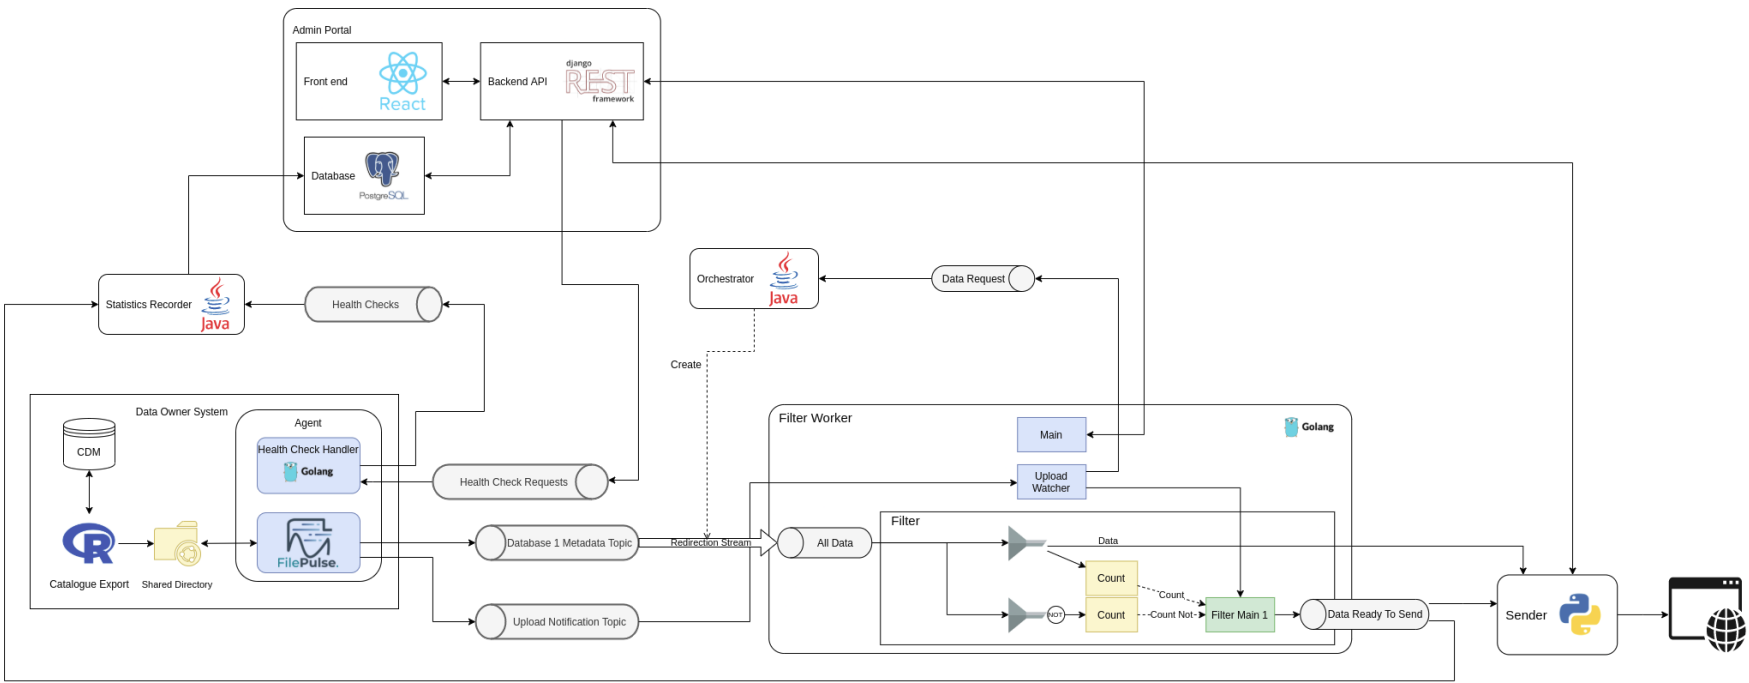 Admin Portal
Front end
React
Backend API
django
REST
framework
Database
PostgreSQL
Statistics Recorder
Java
Health Checks
Orchestrator
Java
Data Request
Create
Data Owner System
CDM
Catalogue Export
R
Shared Directory
Agent
Health Check Handler
Golang
FilePulse.
Health Check Requests
Database 1 Metadata Topic
Redirection Stream
Upload Notification Topic
Filter Worker
Golang
Main
Upload
Watcher
Filter
All Data
Data
Count
Count
NOT
Count
Count Not
Filter Main 1
Data Ready To Send
Sender